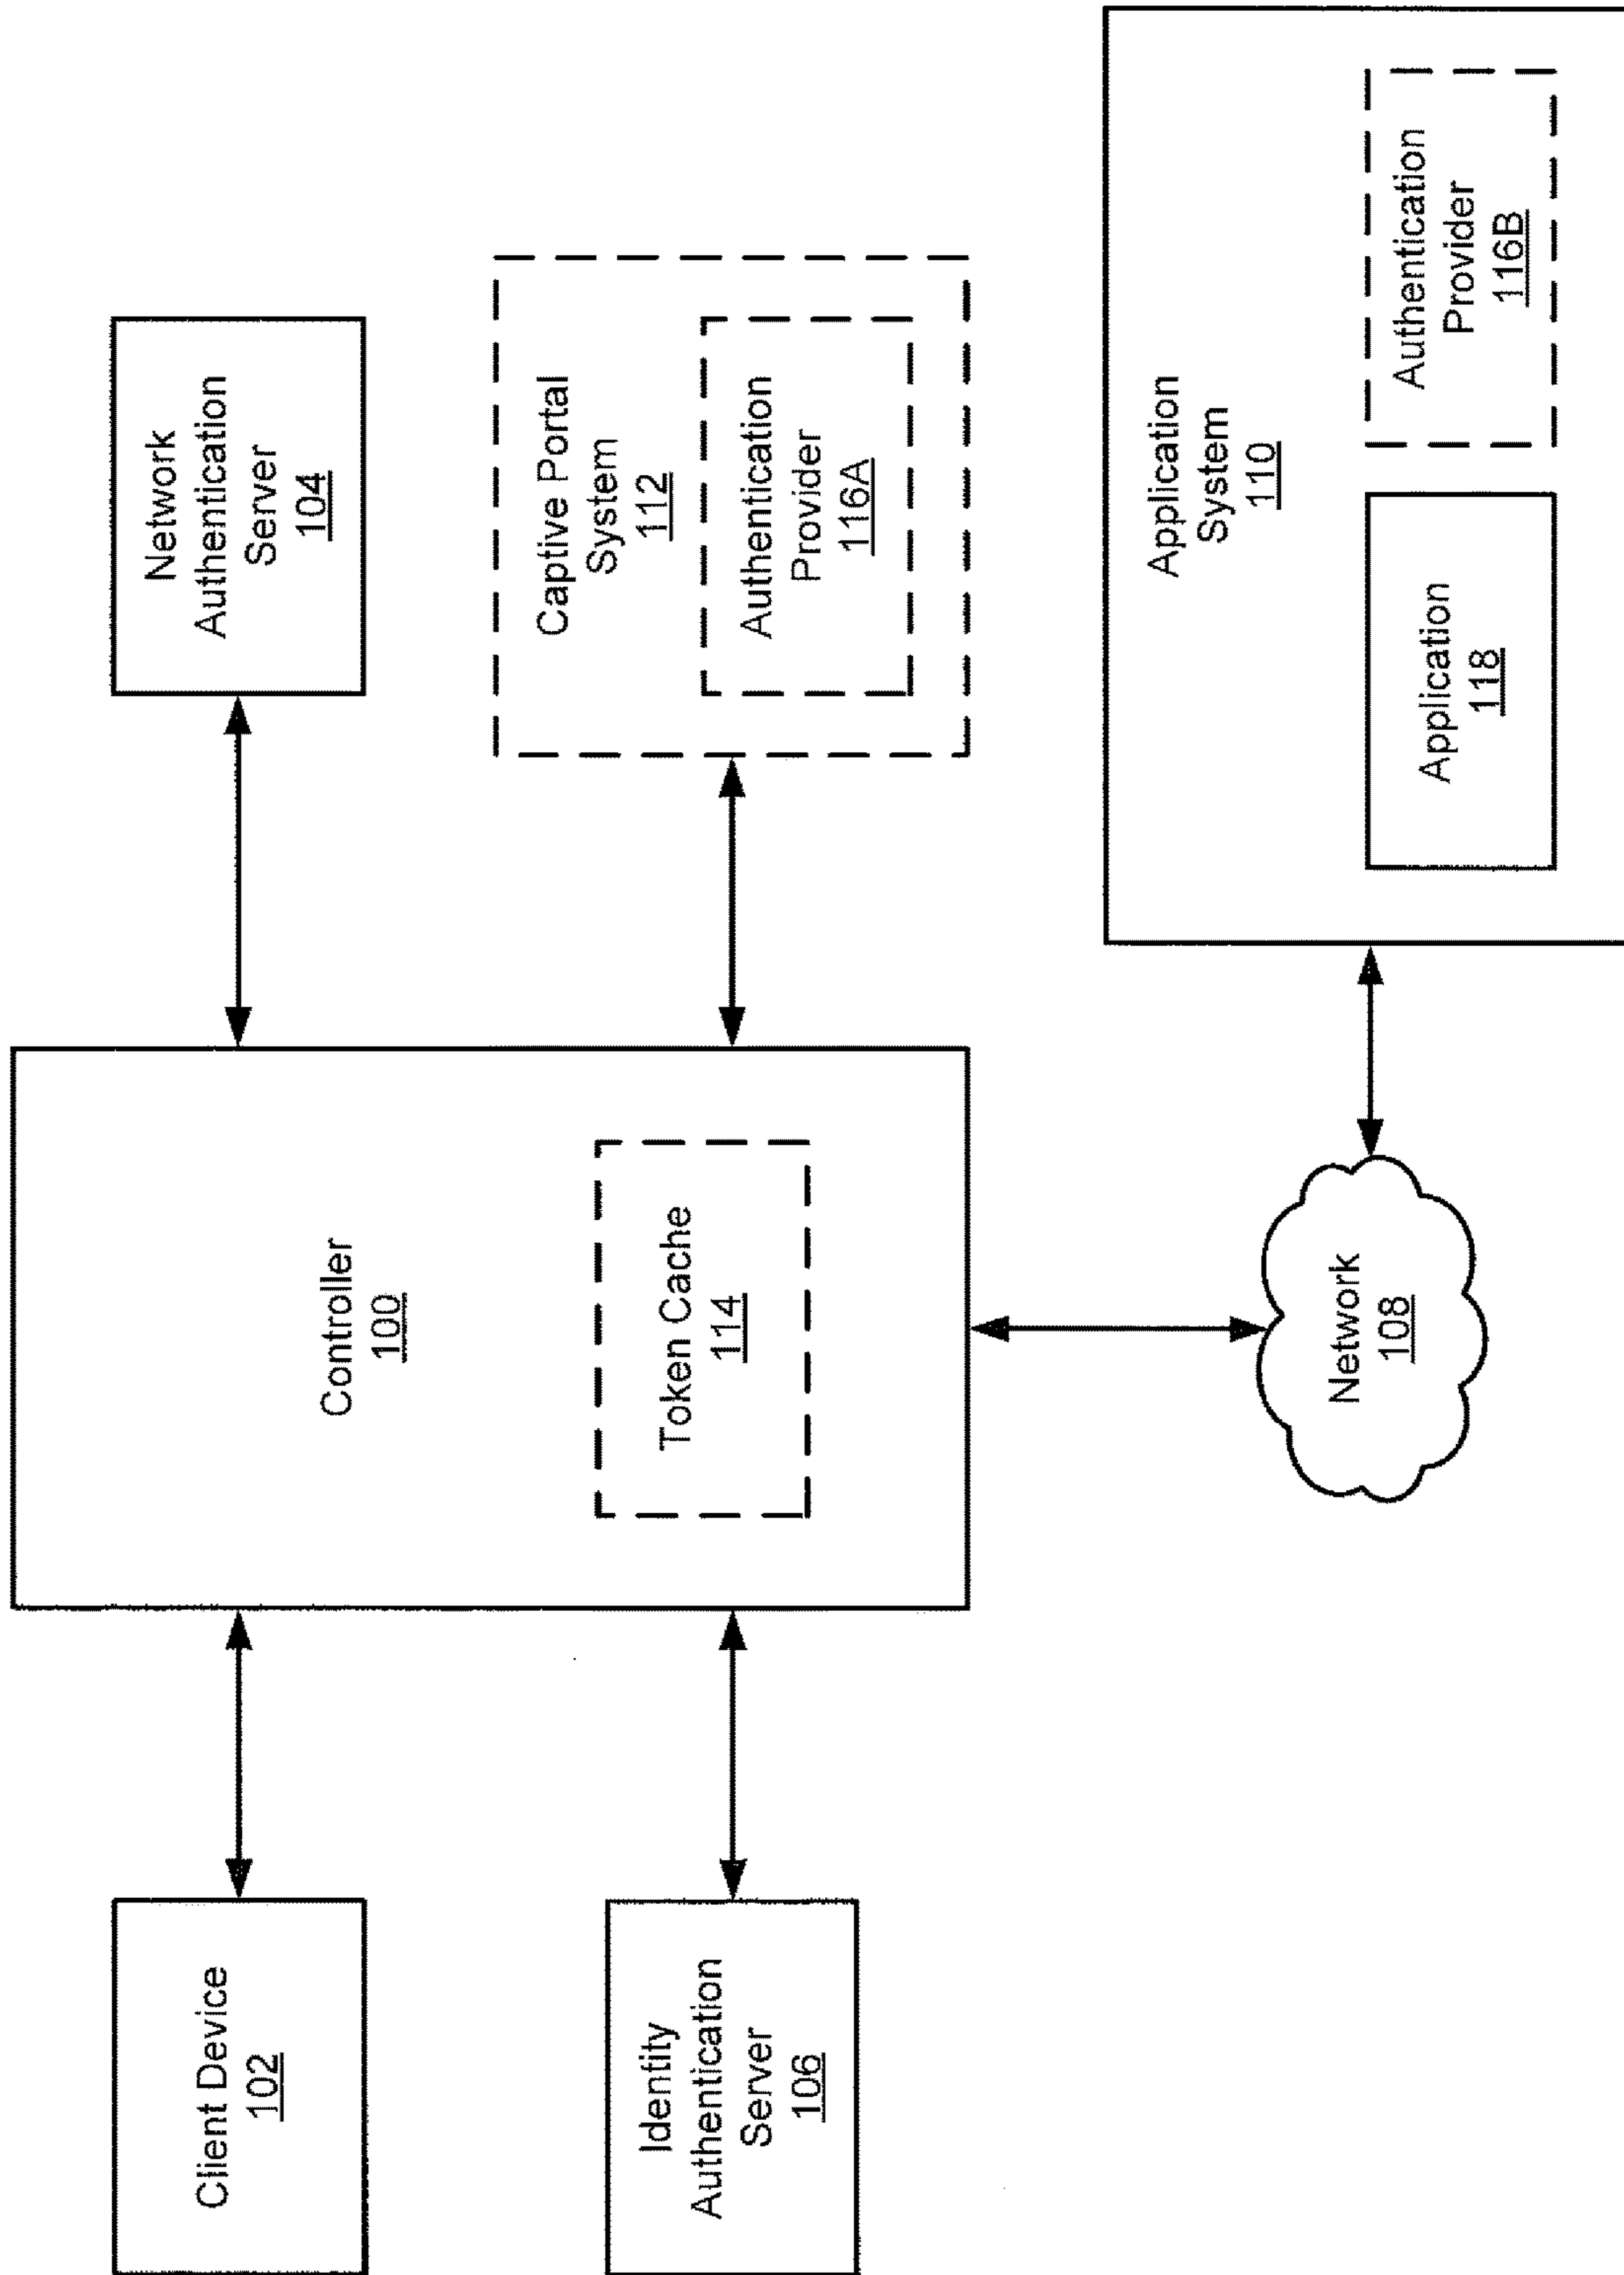 Client Device
102
Identity
Authentication
Server
106
Controller
100
Token Cache
114
Network
Authentication
Server
104
Captive Portal
System
112
Authentication
Provider
116A
Network
108
Application
System
110
Application
118
Authentication
Provider
116B